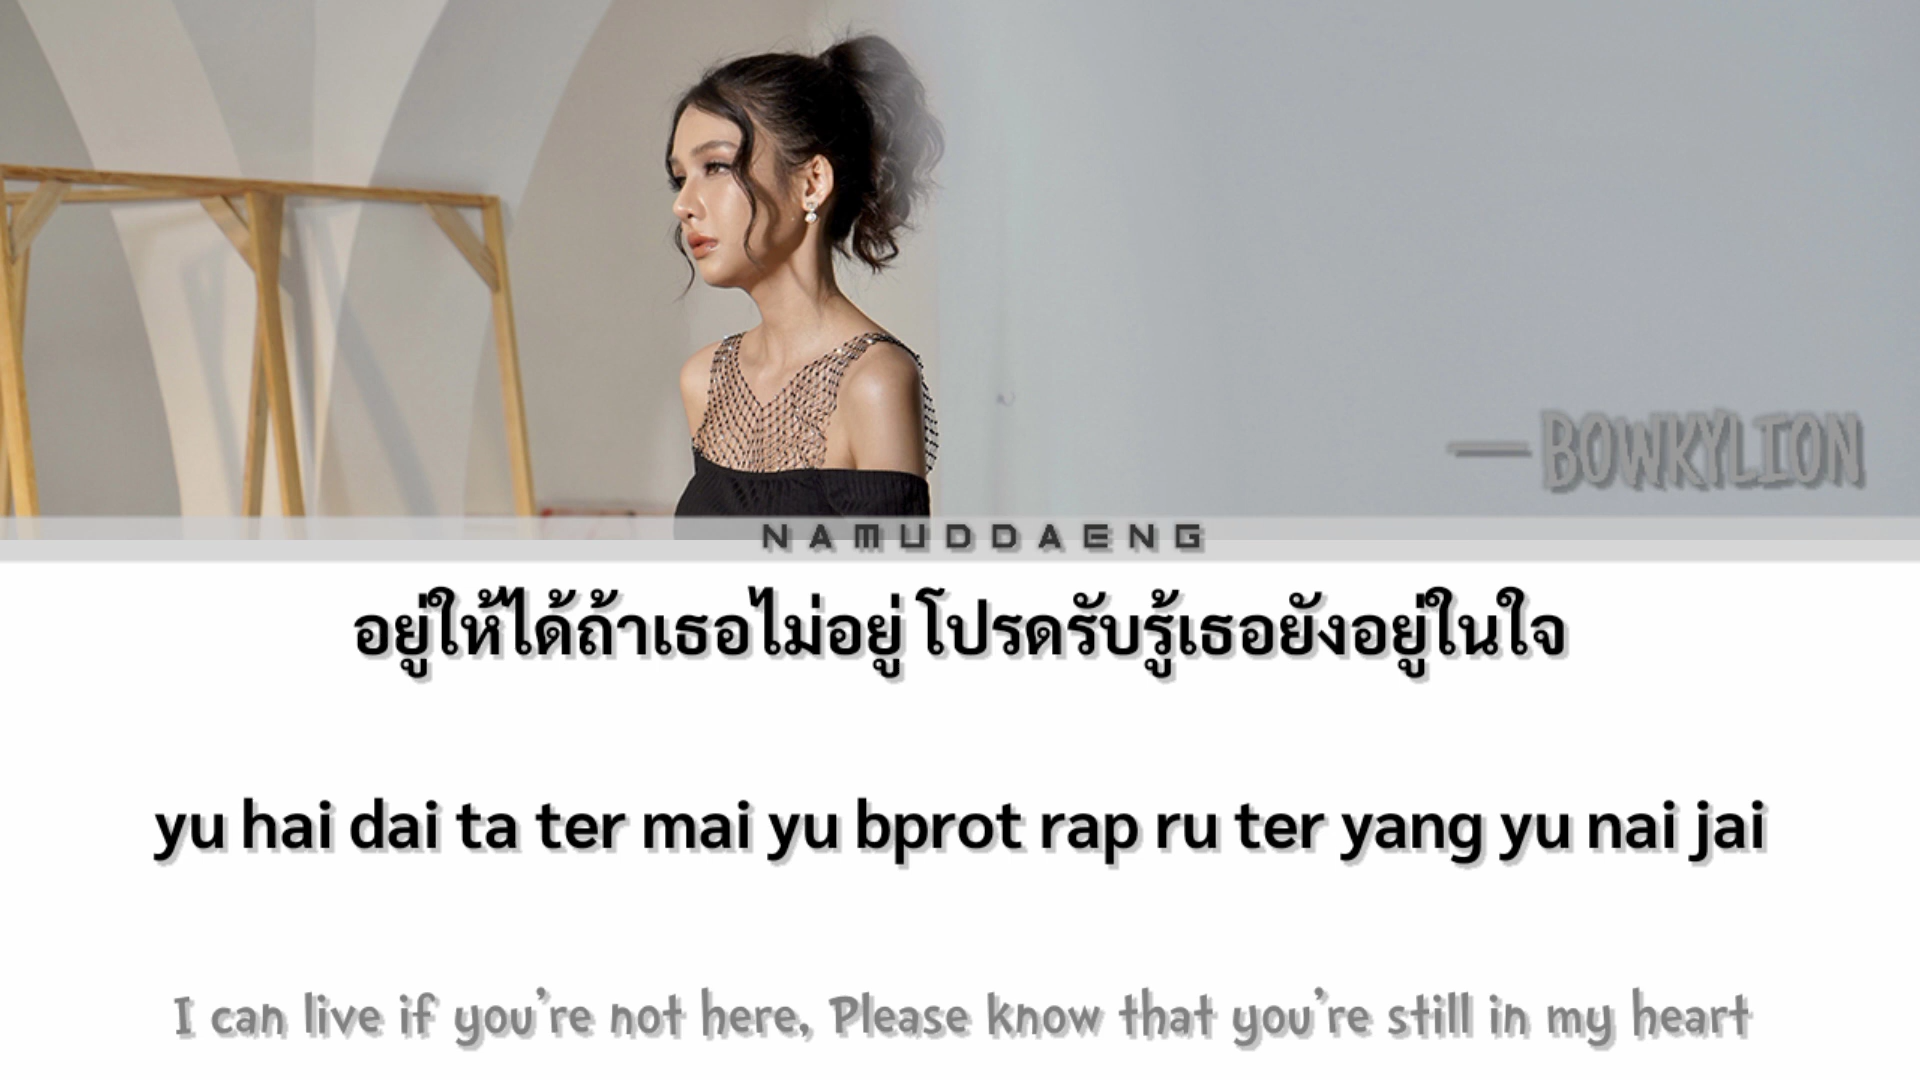 — BOWKYLION
NAMUDDAENG
อยู่ให้ได้ถ้าเธอไม่อยู่ โปรดรับรู้เธอยังอยู่ในใจ
yu hai dai ta ter mai yu bprot rap ru ter yang yu nai jai
I can live if you're not here, Please know that you're still in my heart